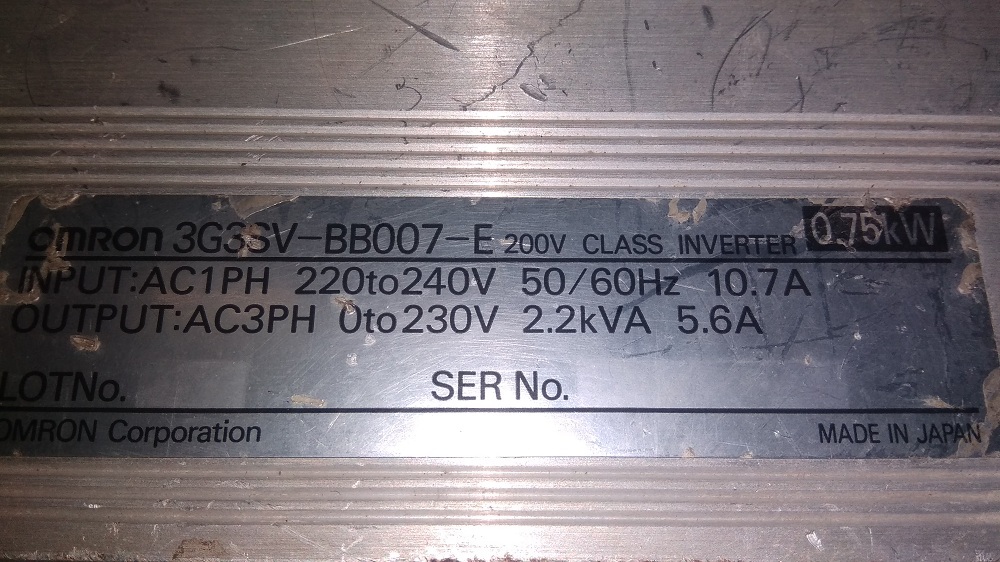 OMRON 3G3SV-BB007-E 200V CLASS INVERTER 0.75kW
INPUT:AC1PH 220to240V 50/60Hz 10.7A
OUTPUT:AC3PH 0to230V 2.2kVA 5.6A
LOTNo. SER No.
OMRON Corporation MADE IN JAPAN